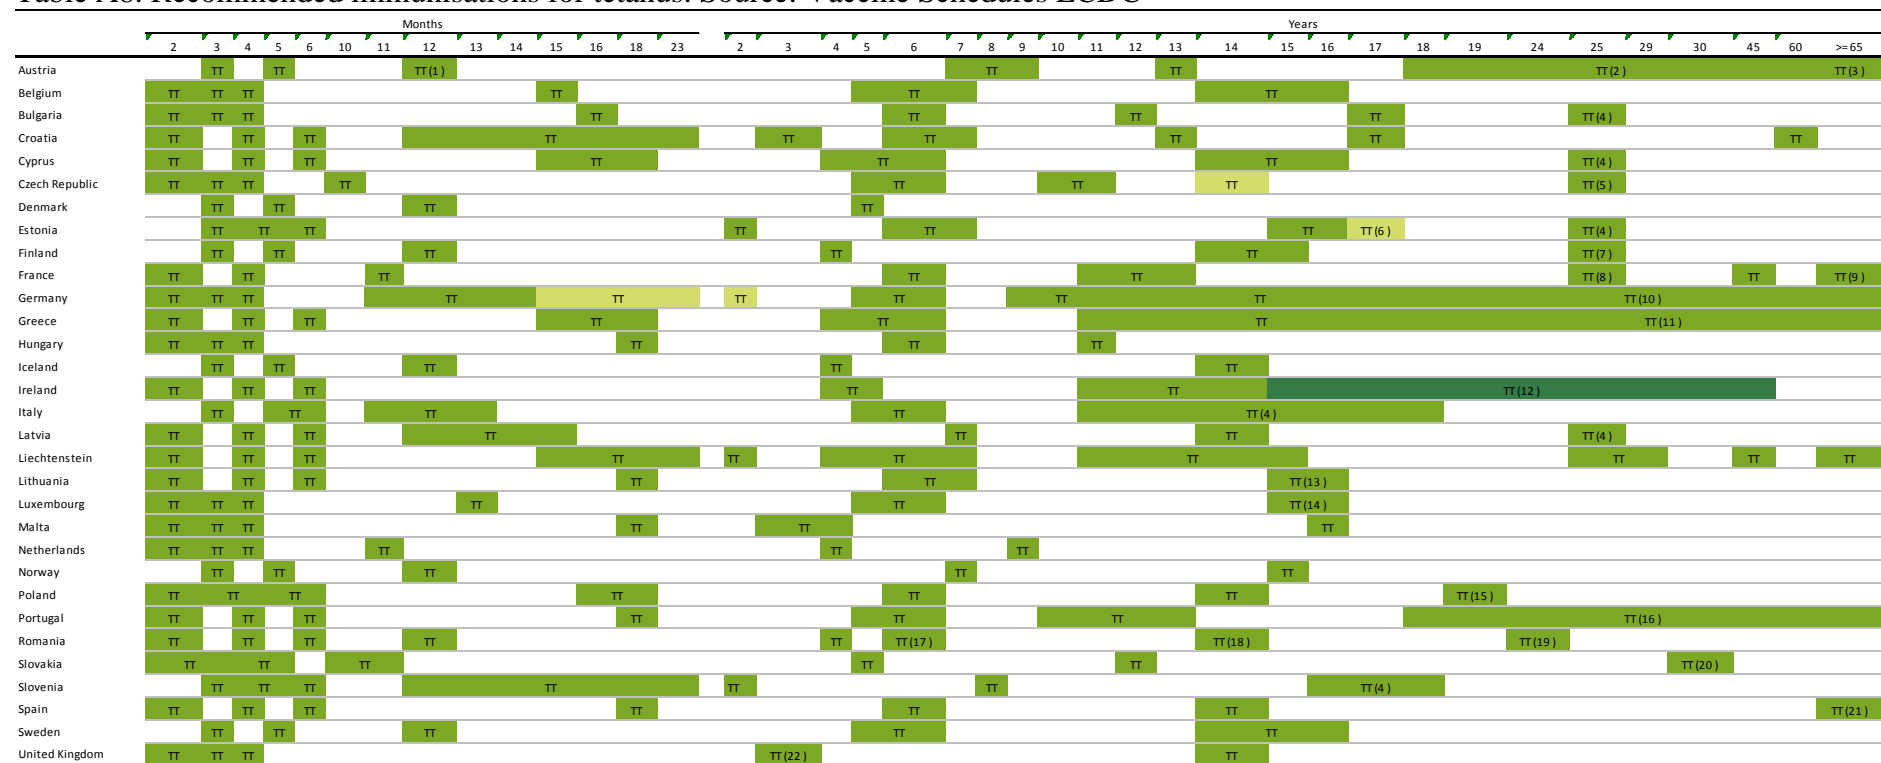 Table A8. Recommended immunisations for tetanus. Source: Vaccine Schedules ECDC
Months Years
2 3 4 5 6 10 11 12 13 14 15 16 18 23 2 3 4 5 6 7 8 9 10 11 12 13 14 15 16 17 18 19 24 25 29 30 45 60 >=65
Austria TT TT TT(1 ) TT TT TT(2 ) TT(3 )
Belgium TT TT TT TT TT TT
Bulgaria TT TT TT TT TT TT TT TT(4 )
Croatia TT TT TT TT TT TT TT TT TT
Cyprus TT TT TT TT TT TT TT(4 )
Czech Republic TT TT TT TT TT TT TT TT(5 )
Denmark TT TT TT TT
Estonia TT TT TT TT TT TT TT(6 ) TT(4 )
Finland TT TT TT TT TT TT(7 )
France TT TT TT TT TT TT(8 ) TT TT(9 )
Germany TT TT TT TT TT TT TT TT TT TT(10 )
Greece TT TT TT TT TT TT TT(11 )
Hungary TT TT TT TT TT TT
Iceland TT TT TT TT TT
Ireland TT TT TT TT TT TT(12 )
Italy TT TT TT TT TT(4 )
Latvia TT TT TT TT TT TT TT(4 )
Liechtenstein TT TT TT TT TT TT TT TT TT TT
Lithuania TT TT TT TT TT TT(13 )
Luxembourg TT TT TT TT TT TT(14 )
Malta TT TT TT TT TT TT
Netherlands TT TT TT TT TT TT
Norway TT TT TT TT TT
Poland TT TT TT TT TT TT TT(15 )
Portugal TT TT TT TT TT TT TT(16 )
Romania TT TT TT TT TT TT(17 ) TT(18 ) TT(19 )
Slovakia TT TT TT TT TT TT(20 )
Slovenia TT TT TT TT TT TT TT(4 )
Spain TT TT TT TT TT TT TT(21 )
Sweden TT TT TT TT TT
United Kingdom TT TT TT TT(22 ) TT